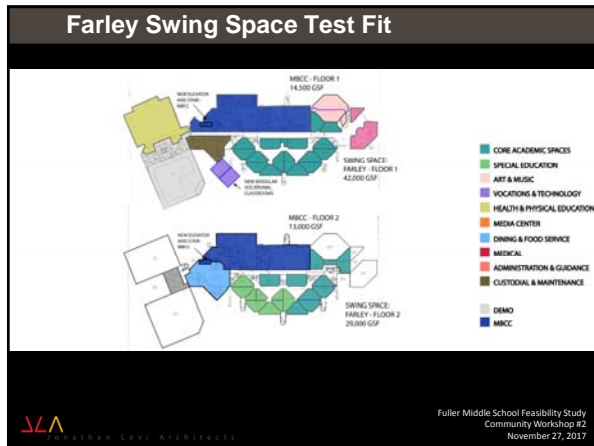 Farley Swing Space Test Fit
MBCC - FLOOR 1
14,500 GSF
NEW ELEVATOR
AND STAIR -
MBCC
SWING SPACE:
FARLEY - FLOOR 1
42,000 GSF
NEW MODULAR
VOCATIONAL
CLASSROOMS
MBCC - FLOOR 2
13,000 GSF
NEW ELEVATOR
AND STAIR -
MBCC
SWING SPACE:
FARLEY - FLOOR 2
29,000 GSF
CORE ACADEMIC SPACES
SPECIAL EDUCATION
ART & MUSIC
VOCATIONS & TECHNOLOGY
HEALTH & PHYSICAL EDUCATION
MEDIA CENTER
DINING & FOOD SERVICE
MEDICAL
ADMINISTRATION & GUIDANCE
CUSTODIAL & MAINTENANCE
DEMO
MBCC
Jonathan Levi Architects
Fuller Middle School Feasibility Study
Community Workshop #2
November 27, 2017